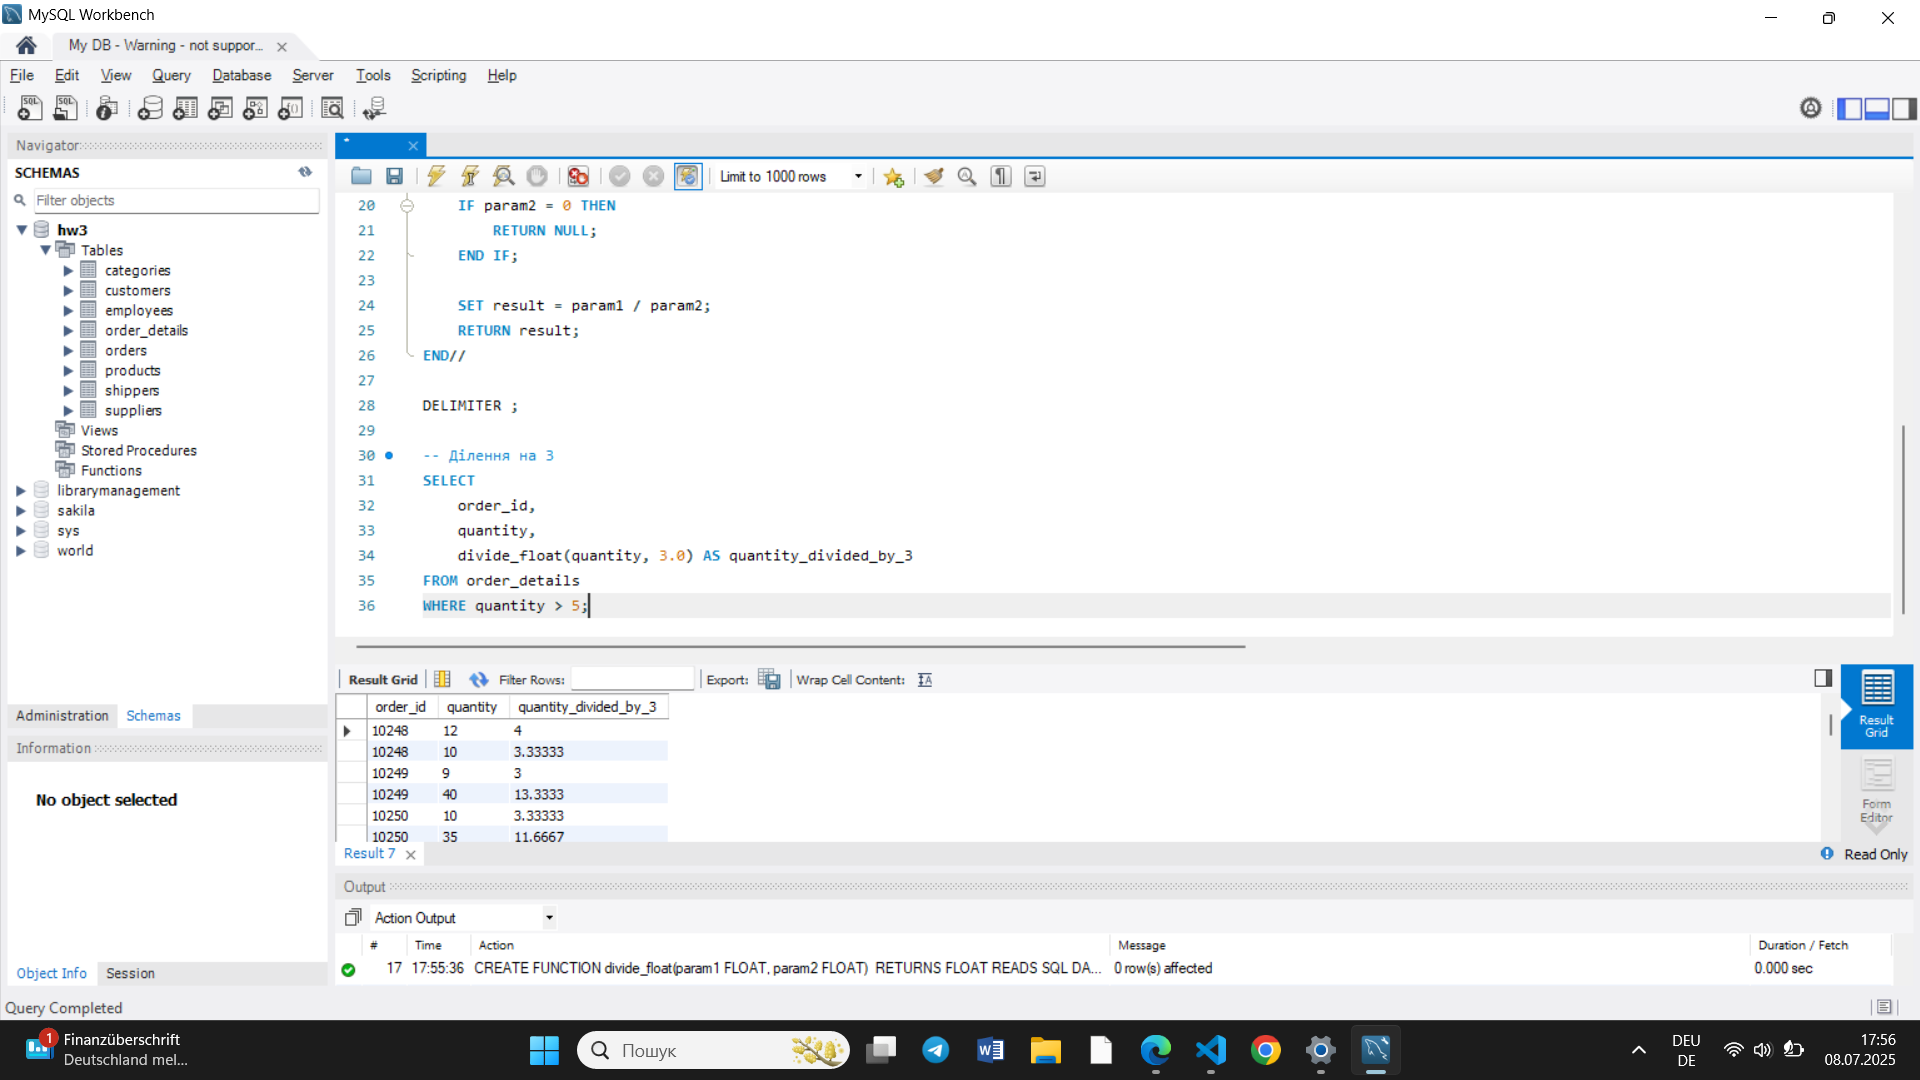 MySQL Workbench
My DB - Warning - not suppor...
File Edit View Query Database Server Tools Scripting Help
Navigator
SCHEMAS
Filter objects
hw3
Tables
categories
customers
employees
order_details
orders
products
shippers
suppliers
Views
Stored Procedures
Functions
librarymanagement
sakila
sys
world
Administration Schemas
Information
No object selected
Object Info Session
Query Completed
*
Limit to 1000 rows
20 IF param2 = 0 THEN
21 RETURN NULL;
22 END IF;
23
24 SET result = param1 / param2;
25 RETURN result;
26 END//
27
28 DELIMITER ;
29
30 -- Ділення на 3
31 SELECT
32 order_id,
33 quantity,
34 divide_float(quantity, 3.0) AS quantity_divided_by_3
35 FROM order_details
36 WHERE quantity > 5;
Result Grid Filter Rows: Export: Wrap Cell Content:
order_id quantity quantity_divided_by_3
10248 12 4
10248 10 3.33333
10249 9 3
10249 40 13.3333
10250 10 3.33333
10250 35 11.6667
Result Grid
Form Editor
Result 7
Read Only
Output
Action Output
# Time Action Message Duration / Fetch
17 17:55:36 CREATE FUNCTION divide_float(param1 FLOAT, param2 FLOAT) RETURNS FLOAT READS SQL DA... 0 row(s) affected 0.000 sec
1
Finanzüberschrift
Deutschland mel...
Пошук
DEU
DE
17:56
08.07.2025